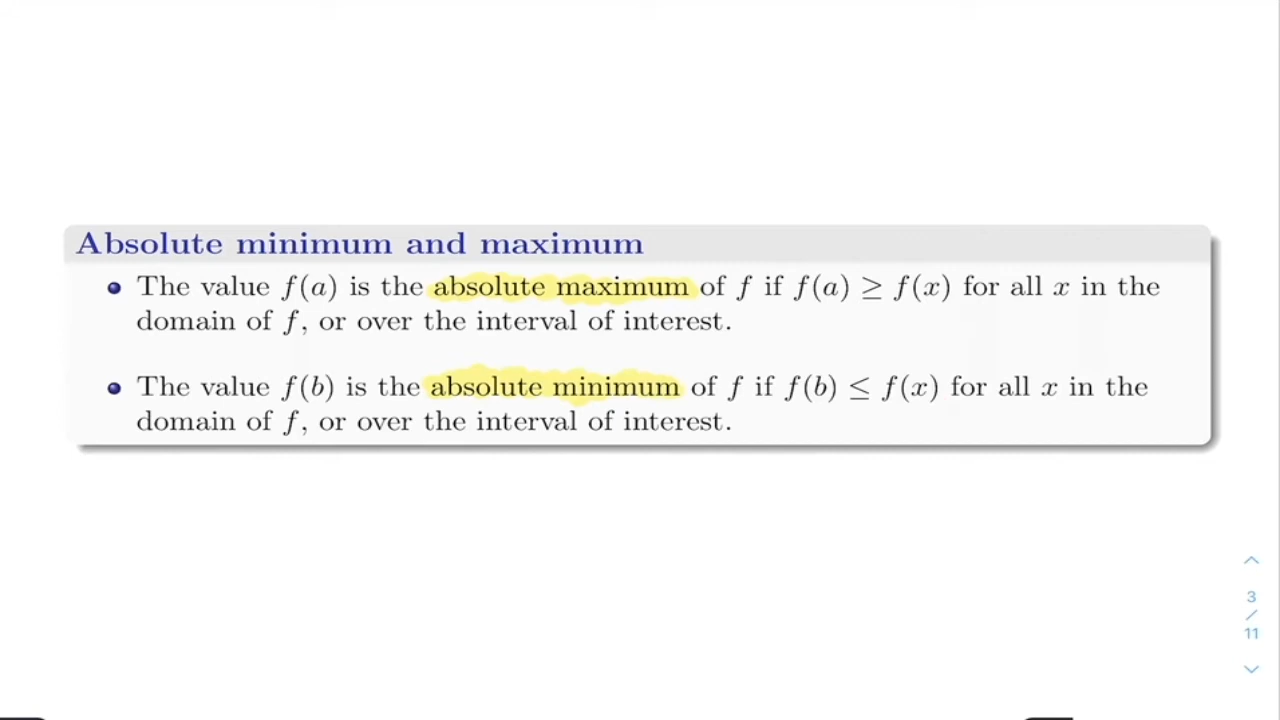 Absolute minimum and maximum
• The value f(a) is the absolute maximum of f if f(a) ≥ f(x) for all x in the
domain of f, or over the interval of interest.
• The value f(b) is the absolute minimum of f if f(b) ≤ f(x) for all x in the
domain of f, or over the interval of interest.
3
/
11